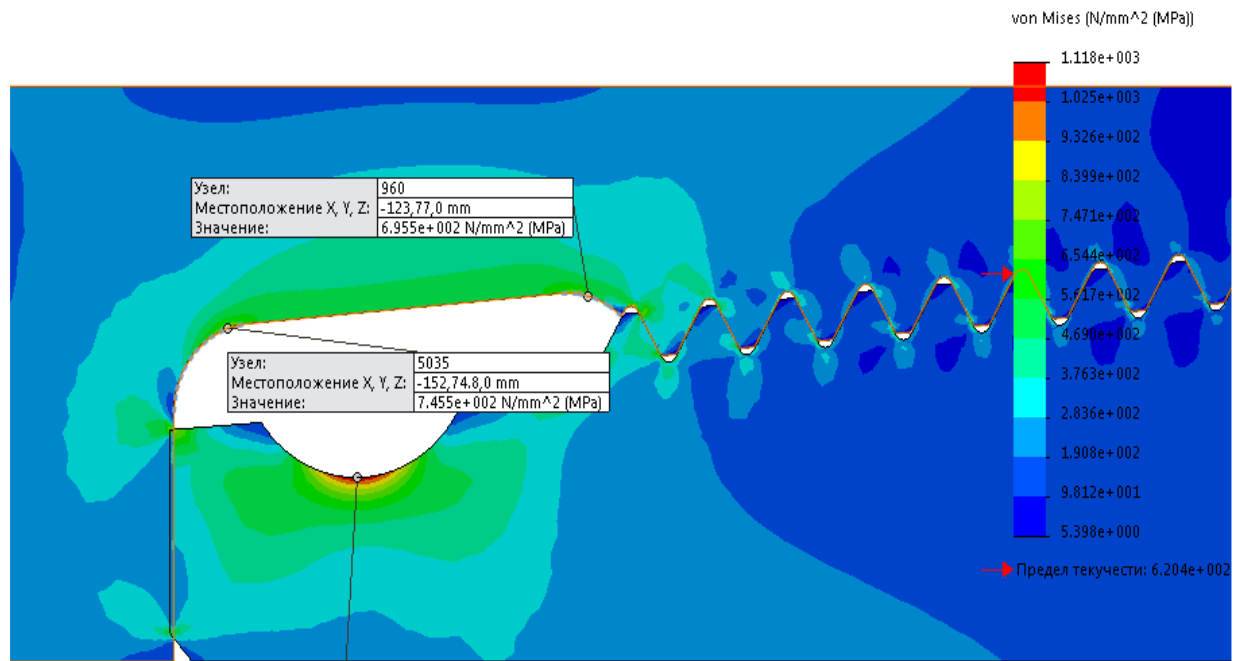 von Mises (N/mm^2 (MPa))
1.118e+003
1.025e+003
9.326e+002
8.399e+002
7.471e+002
6.544e+002
5.617e+002
4.690e+002
3.763e+002
2.836e+002
1.908e+002
9.812e+001
5.398e+000
Предел текучести: 6.204e+002
Узел: 960
Местоположение X, Y, Z: -123,77,0 mm
Значение: 6.955e+002 N/mm^2 (MPa)
Узел: 5035
Местоположение X, Y, Z: -152,74.8,0 mm
Значение: 7.455e+002 N/mm^2 (MPa)